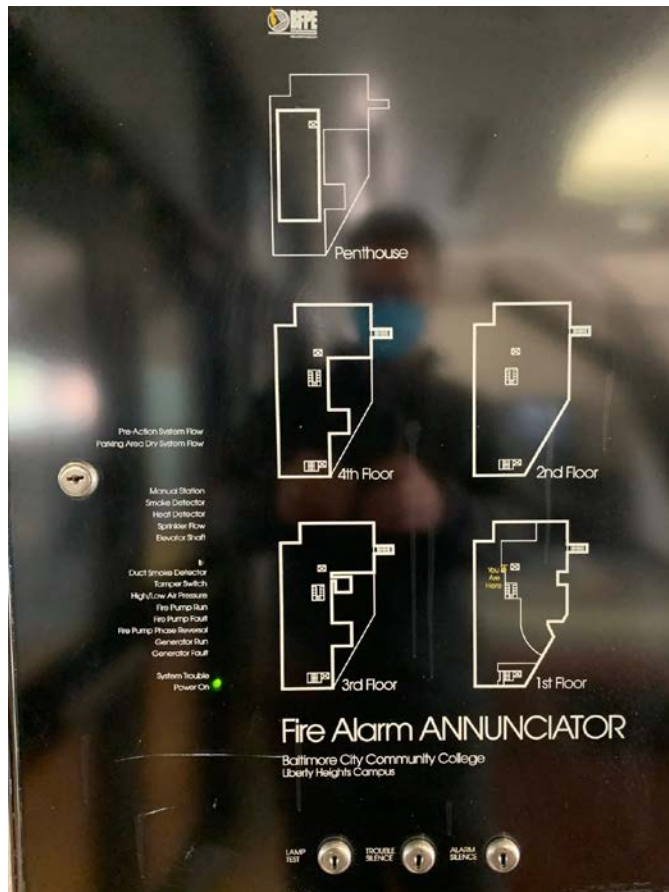 BFPE
Penthouse
4th Floor
2nd Floor
Pre-Action System Flow
Parking Area Dry System Flow
Manual Station
Smoke Detector
Heat Detector
Sprinkler Flow
Elevator Shaft
Duct Smoke Detector
Tamper Switch
High/Low Air Pressure
Fire Pump Run
Fire Pump Fault
Fire Pump Phase Reversal
Generator Run
Generator Fault
System Trouble
Power On
You
Are
Here
3rd Floor
1st Floor
Fire Alarm ANNUNCIATOR
Baltimore City Community College
Liberty Heights Campus
LAMP
TEST
TROUBLE
SILENCE
ALARM
SILENCE